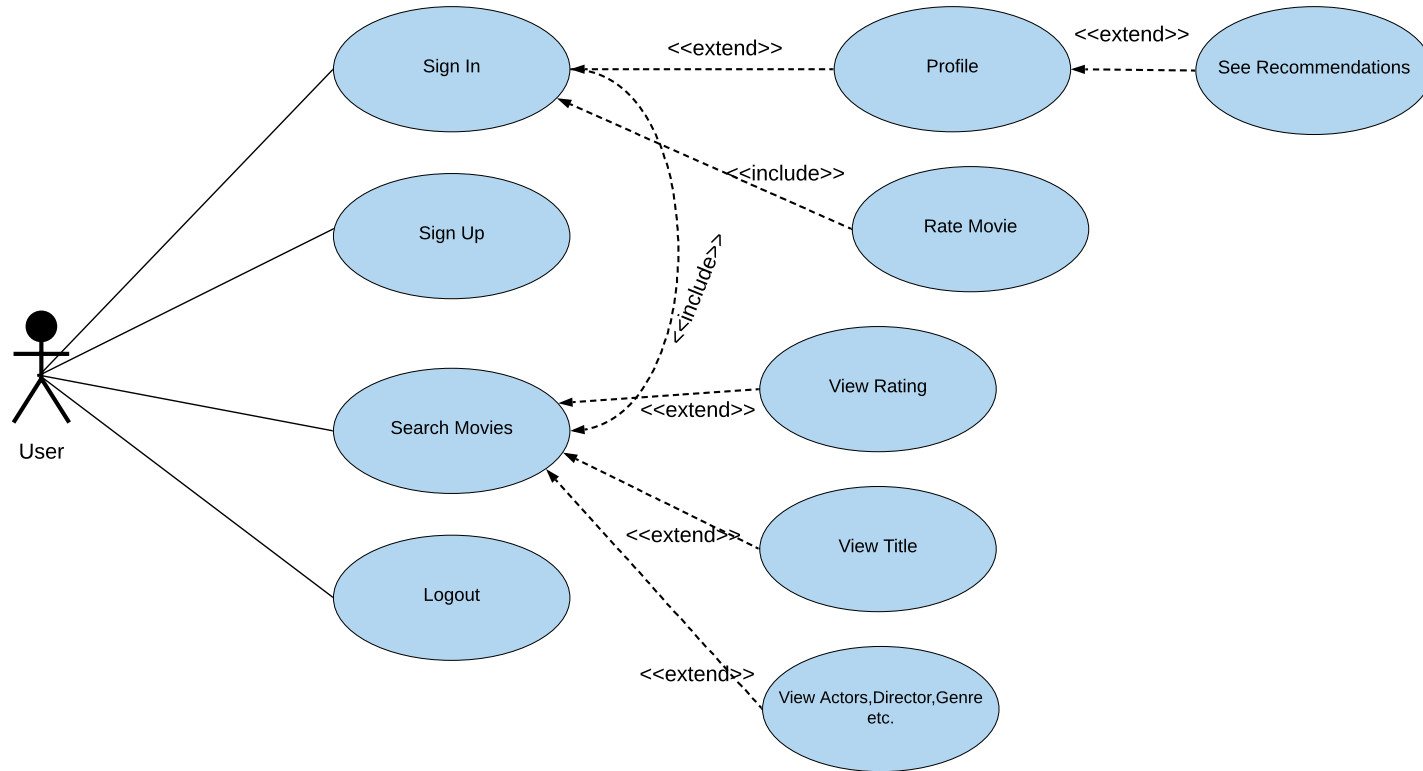 <<extend>>
Sign In
<<extend>>
Profile
See Recommendations
<<include>>
Rate Movie
Sign Up
<<include>>
View Rating
<<extend>>
Search Movies
User
<<extend>>
View Title
Logout
<<extend>>
View Actors,Director,Genre
etc.